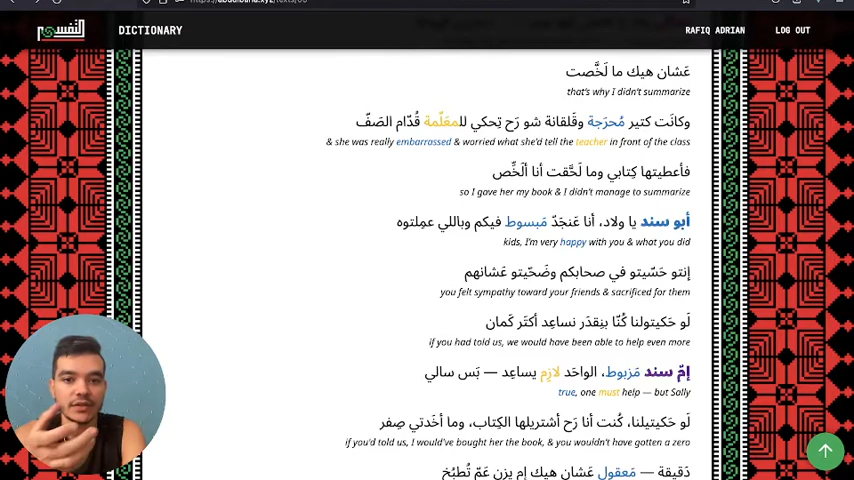 التفسير
DICTIONARY
RAFIQ ADRIAN
LOG OUT
عَشان هيك ما لَخَّصت
that's why I didn't summarize
وكانَت كتير مُحرَجة وقَلقانة شو رَح تِحكي للمعَلّمة قُدّام الصَفّ
& she was really embarrassed & worried what she'd tell the teacher in front of the class
فأعطيتها كِتابي وما لَحَّقت أنا ألَخِّص
so I gave her my book & I didn't manage to summarize
أبو سند يا ولاد، أنا عَنجَدّ مَبسوط فيكم وباللي عمِلتوه
kids, I'm very happy with you & what you did
إنتو حَسّيتو في صحابكم وضَحّيتو عَشانهم
you felt sympathy toward your friends & sacrificed for them
لَو حَكيتولنا كُنّا بنِقدَر نساعِد أكتَر كَمان
if you had told us, we would have been able to help even more
إمّ سند مَزبوط، الواحَد لازِم يساعِد — بَس سالي
true, one must help — but Sally
لَو حَكيتيلنا، كُنت أنا رَح أشتريلها الكِتاب، وما أخَدتي صِفر
if you'd told us, I would've bought her the book, & you wouldn't have gotten a zero
دَقيقة — مَعقول عَشان هيك إم يزن عَمّ تُطبُخ